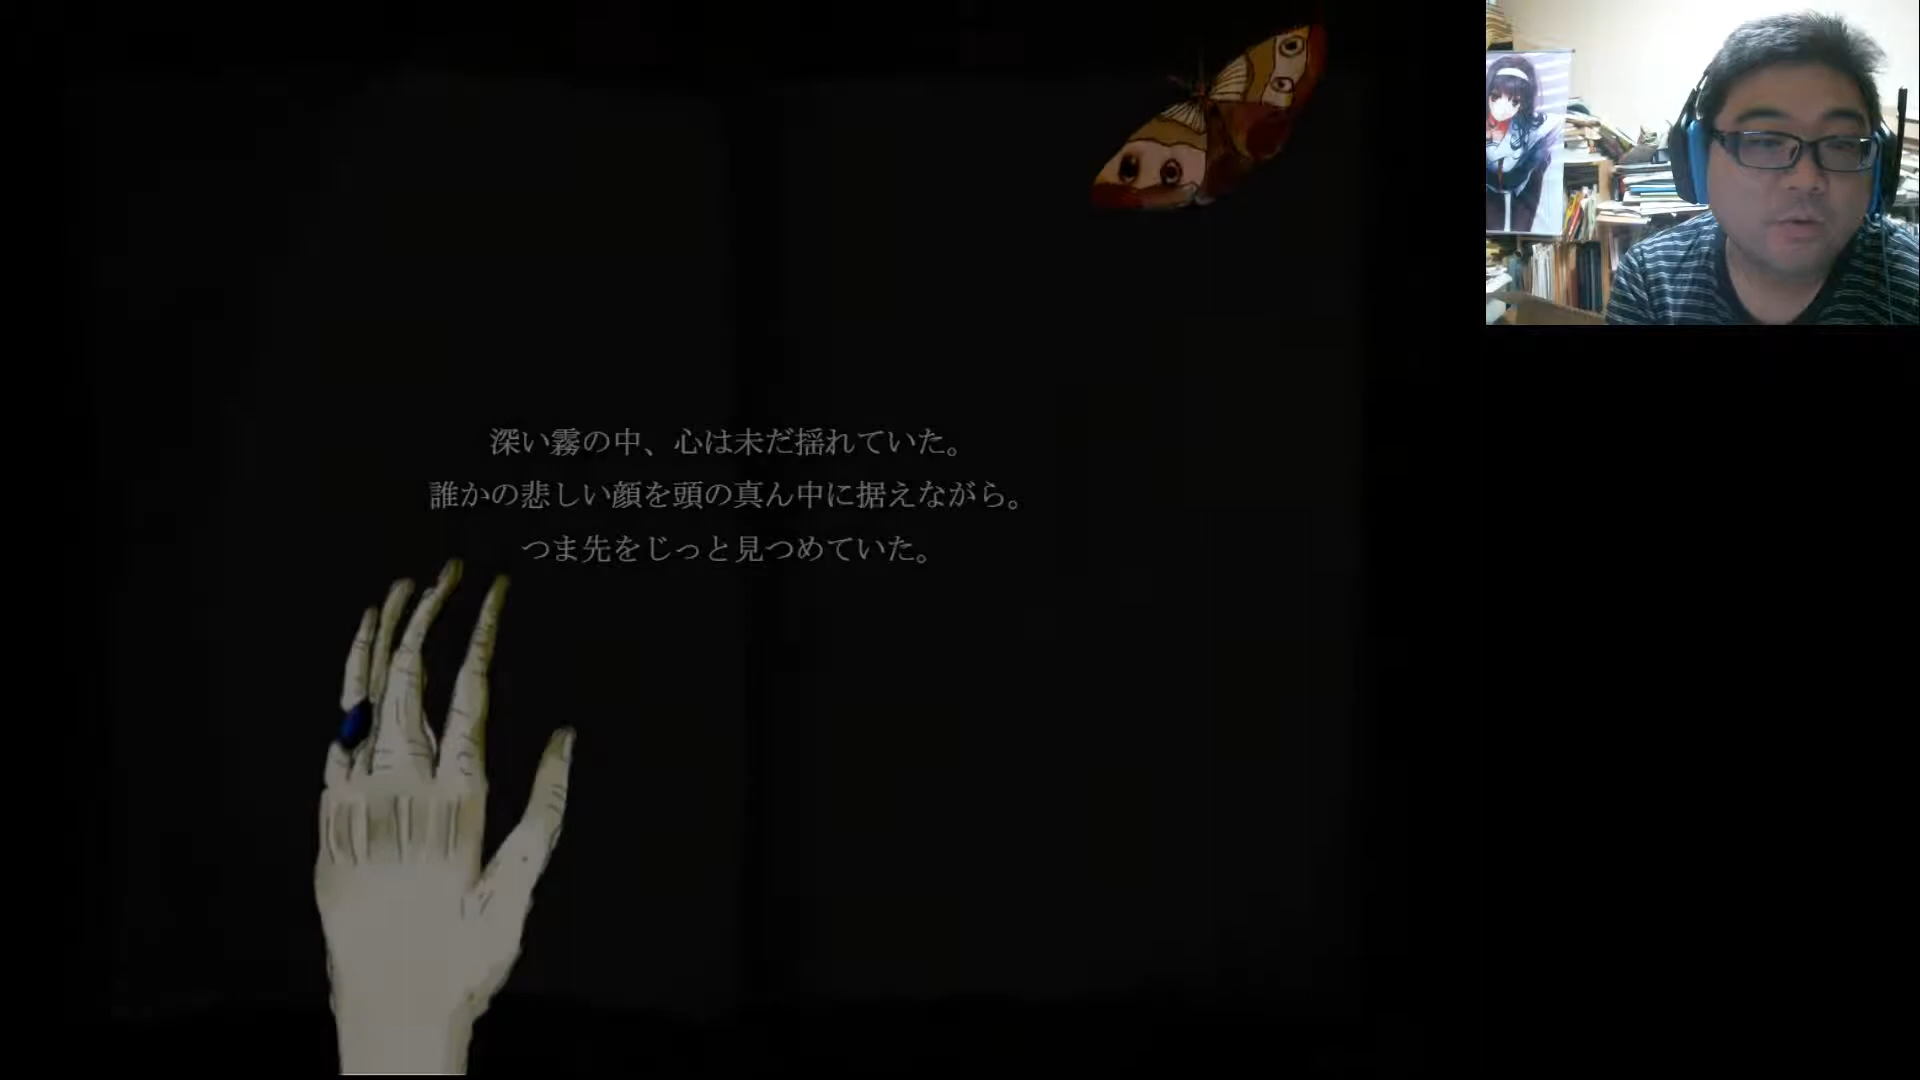 深い霧の中、心は未だ揺れていた。
誰かの悲しい顔を頭の真ん中に据えながら。
つま先をじっと見つめていた。